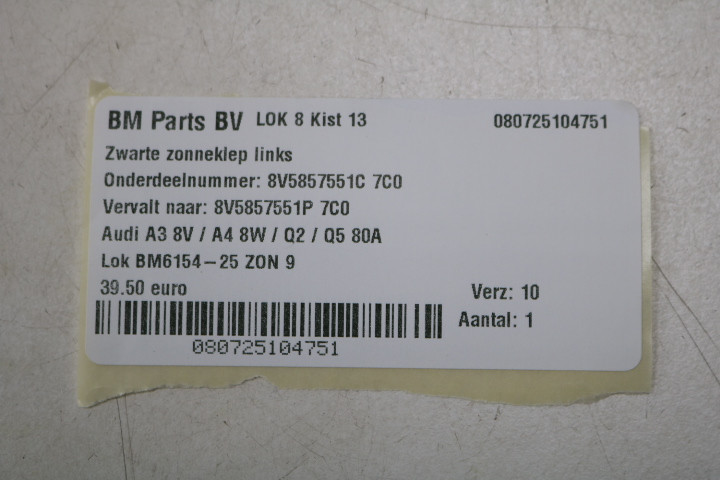 BM Parts BV LOK 8 Kist 13 080725104751
Zwarte zonneklep links
Onderdeelnummer: 8V5857551C 7C0
Vervalt naar: 8V5857551P 7C0
Audi A3 8V / A4 8W / Q2 / Q5 80A
Lok BM6154-25 ZON 9
39.50 euro Verz: 10
Aantal: 1
080725104751